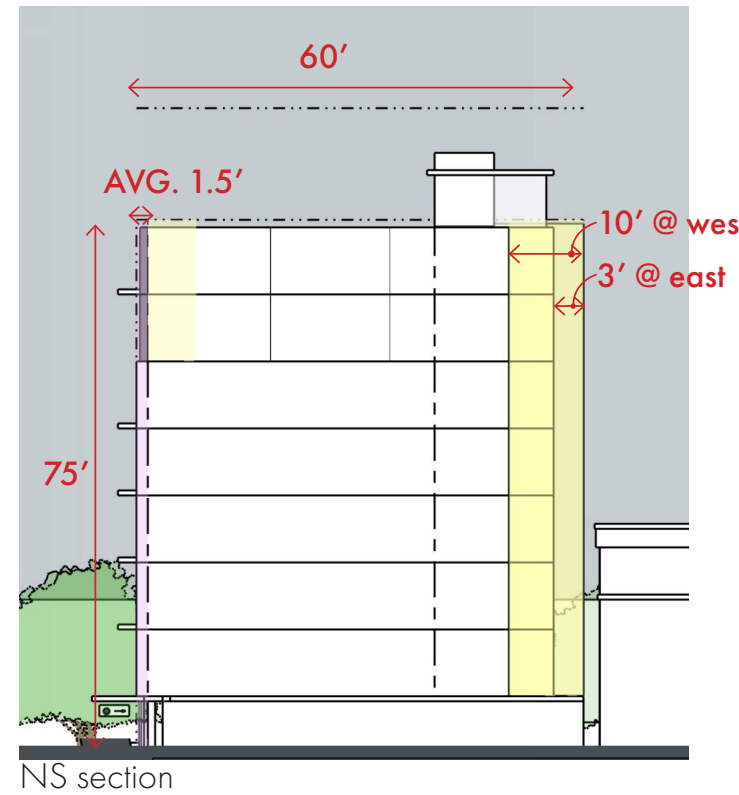 60′
AVG. 1.5′
10′ @ wes
3′ @ east
75′
NS section